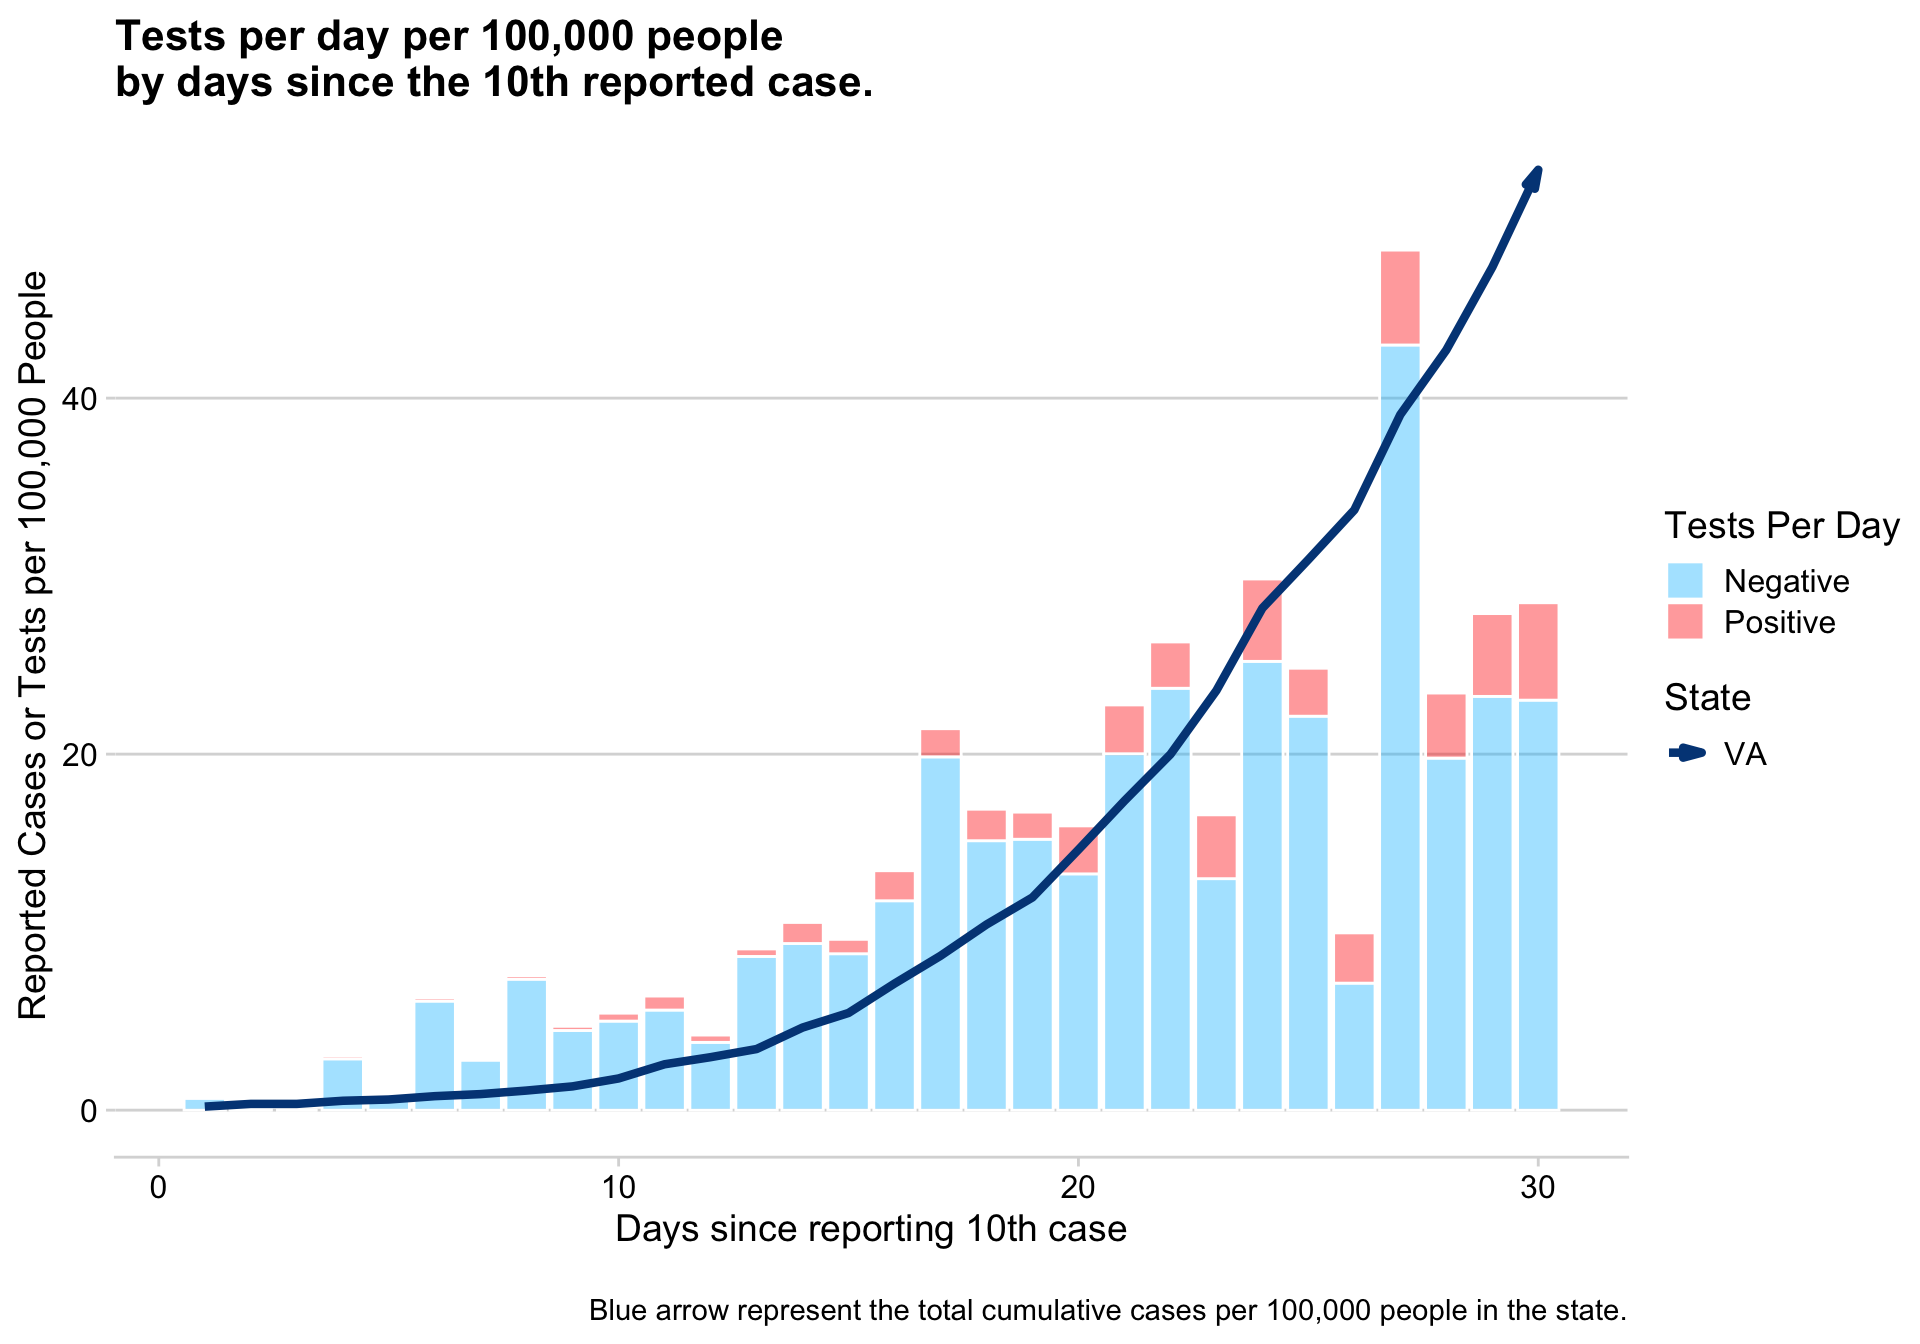 Tests per day per 100,000 people
by days since the 10th reported case.
Reported Cases or Tests per 100,000 People
40
20
0
0
10
20
30
Days since reporting 10th case
Tests Per Day
Negative
Positive
State
VA
Blue arrow represent the total cumulative cases per 100,000 people in the state.